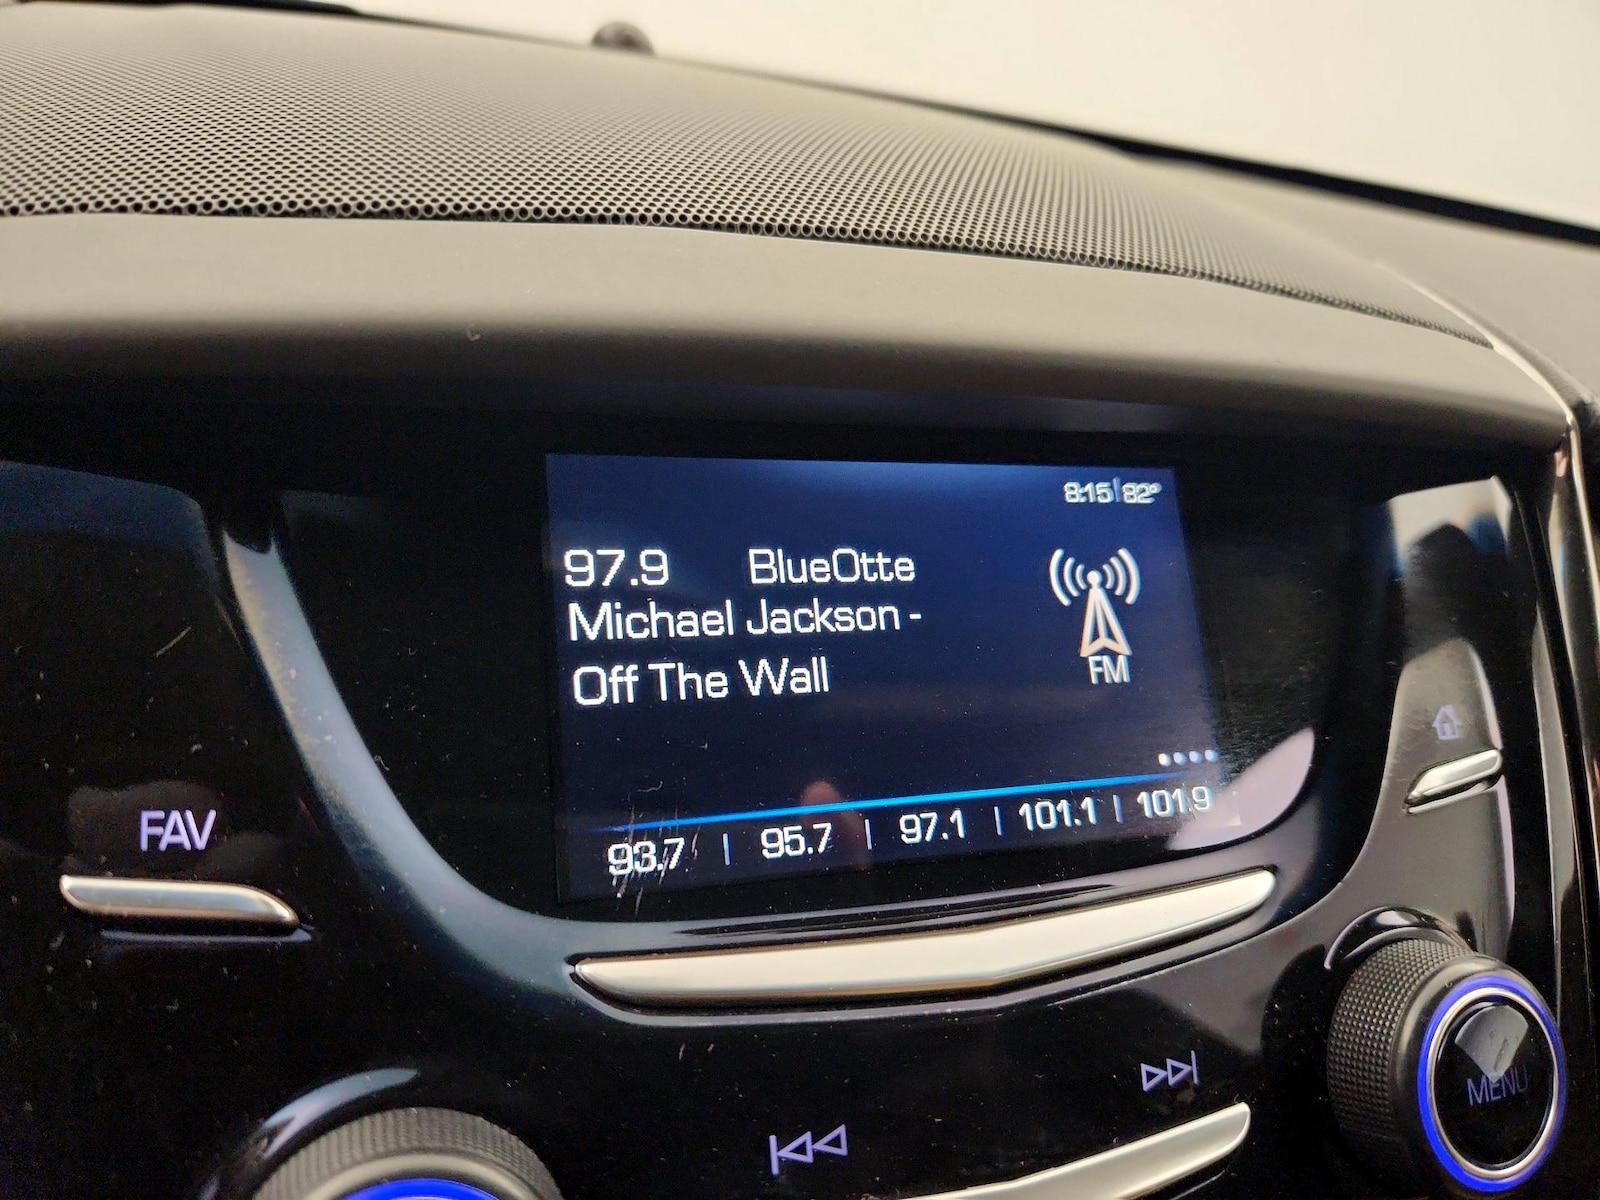 8:15 | 82°
97.9 BlueOtte
Michael Jackson -
Off The Wall
FM
93.7 | 95.7 | 97.1 | 101.1 | 101.9
FAV
MENU